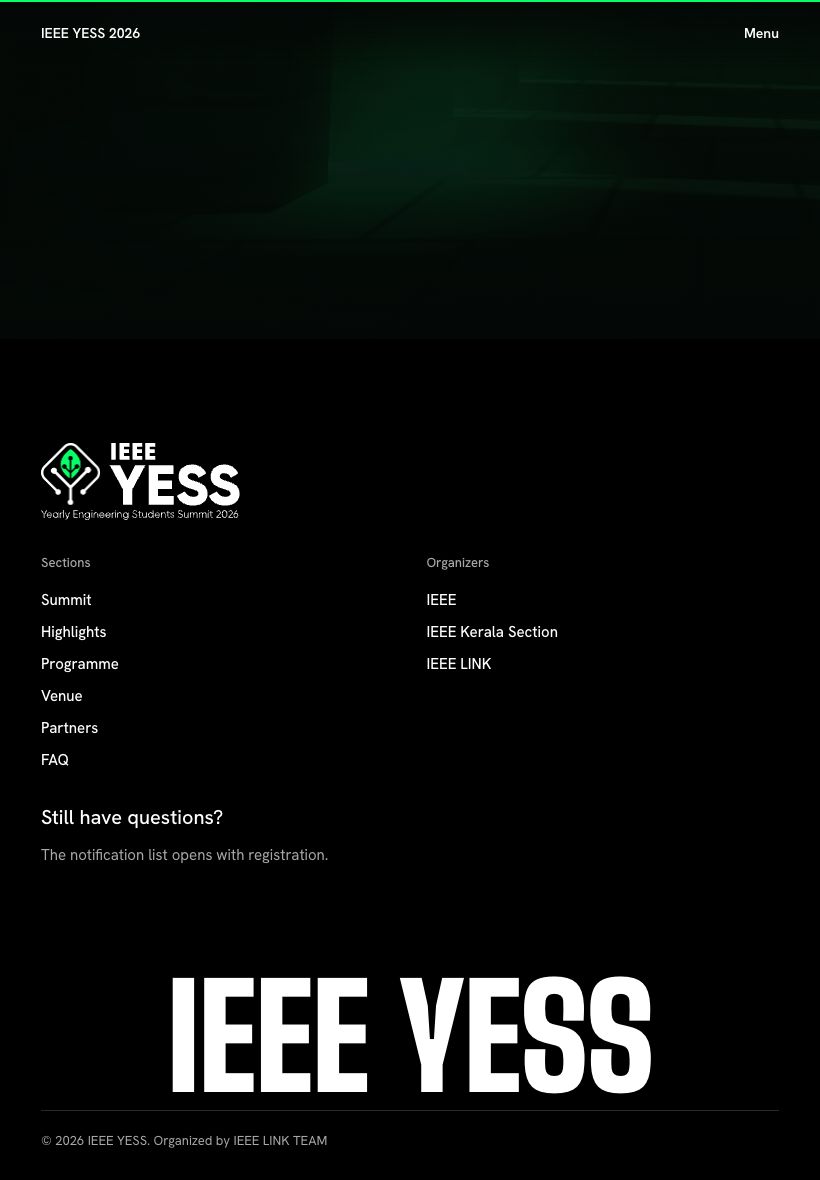 IEEE YESS 2026
Menu
IEEE
YESS
Yearly Engineering Students Summit 2026
Sections
Summit
Highlights
Programme
Venue
Partners
FAQ
Organizers
IEEE
IEEE Kerala Section
IEEE LINK
Still have questions?
The notification list opens with registration.
IEEE YESS
© 2026 IEEE YESS. Organized by IEEE LINK TEAM